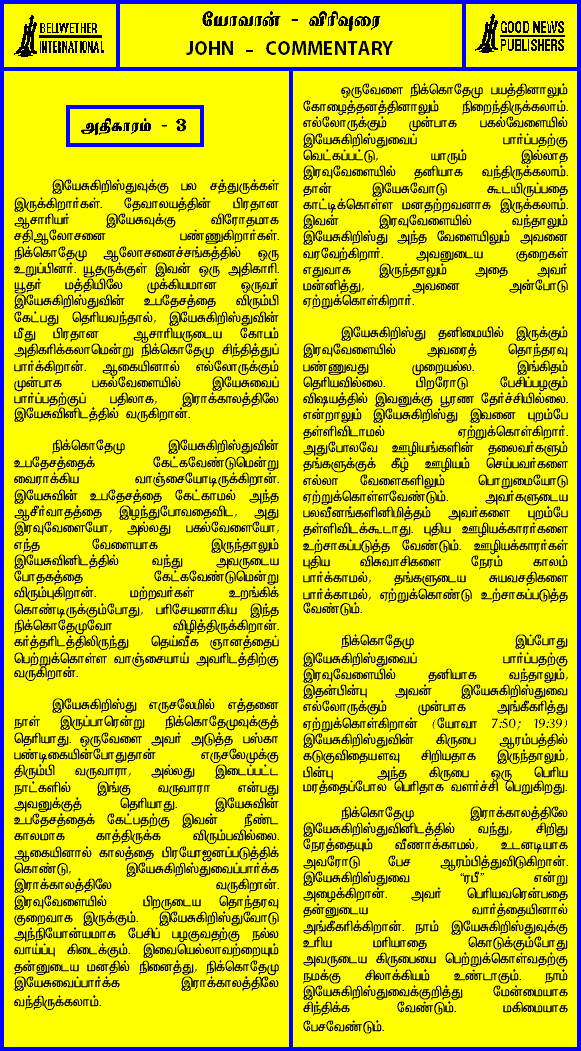 BELWETHER
INTERNATIONAL
யோவான் - விரிவுரை
JOHN - COMMENTARY
GOOD NEWS
PUBLISHERS
அதிகாரம் - 3
இயேசுகிறிஸ்துவுக்கு பல சத்துருக்கள்
இருக்கிறார்கள். தேவாலயத்தின் பிரதான
ஆசாரியர் இயேசுவுக்கு விரோதமாக
சதிஆலோசனை பண்ணுகிறார்கள்.
நிக்கொதேமு ஆலோசனைச்சங்கத்தில் ஒரு
உறுப்பினர். யூதருக்குள் இவன் ஒரு அதிகாரி.
யூதர் மத்தியிலே முக்கியமான ஒருவர்
இயேசுகிறிஸ்துவின் உபதேசத்தை விரும்பி
கேட்பது தெரியவந்தால், இயேசுகிறிஸ்துவின்
மீது பிரதான ஆசாரியருடைய கோபம்
அதிகரிக்கலாமென்று நிக்கொதேமு சிந்தித்துப்
பார்க்கிறான். ஆகையினால் எல்லோருக்கும்
முன்பாக பகல்வேளையில் இயேசுவைப்
பார்ப்பதற்குப் பதிலாக, இராக்காலத்திலே
இயேசுவினிடத்தில் வருகிறான்.
நிக்கொதேமு இயேசுகிறிஸ்துவின்
உபதேசத்தைக் கேட்கவேண்டுமென்று
வைராக்கிய வாஞ்சையோடிருக்கிறான்.
இயேசுவின் உபதேசத்தை கேட்காமல் அந்த
ஆசீர்வாதத்தை இழந்துபோவதைவிட, அது
இரவுவேளையோ, அல்லது பகல்வேளையோ,
எந்த வேளையாக இருந்தாலும்
இயேசுவினிடத்தில் வந்து அவருடைய
போதகத்தை கேட்கவேண்டுமென்று
விரும்புகிறான். மற்றவர்கள் உறங்கிக்
கொண்டிருக்கும்போது, பரிசேயனாகிய இந்த
நிக்கொதேமுவோ விழித்திருக்கிறான்.
கர்த்தரிடத்திலிருந்து தெய்வீக ஞானத்தைப்
பெற்றுக்கொள்ள வாஞ்சையாய் அவரிடத்திற்கு
வருகிறான்.
இயேசுகிறிஸ்து எருசலேமில் எத்தனை
நாள் இருப்பாரென்று நிக்கொதேமுவுக்குத்
தெரியாது. ஒருவேளை அவர் அடுத்த பஸ்கா
பண்டிகையின்போதுதான் எருசலேமுக்கு
திரும்பி வருவாரா, அல்லது இடைப்பட்ட
நாட்களில் இங்கு வருவாரா என்பது
அவனுக்குத் தெரியாது. இயேசுவின்
உபதேசத்தைக் கேட்பதற்கு இவன் நீண்ட
காலமாக காத்திருக்க விரும்பவில்லை.
ஆகையினால் காலத்தை பிரயோஜனப்படுத்திக்
கொண்டு, இயேசுகிறிஸ்துவைப்பார்க்க
இராக்காலத்திலே வருகிறான்.
இரவுவேளையில் பிறருடைய தொந்தரவு
குறைவாக இருக்கும். இயேசுகிறிஸ்துவோடு
அந்நியோன்யமாக பேசிப் பழகுவதற்கு நல்ல
வாய்ப்பு கிடைக்கும். இவையெல்லாவற்றையும்
தன்னுடைய மனதில் நினைத்து, நிக்கொதேமு
இயேசுவைப்பார்க்க இராக்காலத்திலே
வந்திருக்கலாம்.
ஒருவேளை நிக்கொதேமு பயத்தினாலும்
கோழைத்தனத்தினாலும் நிறைந்திருக்கலாம்.
எல்லோருக்கும் முன்பாக பகல்வேளையில்
இயேசுகிறிஸ்துவைப் பார்ப்பதற்கு
வெட்கப்பட்டு, யாரும் இல்லாத
இரவுவேளையில் தனியாக வந்திருக்கலாம்.
தான் இயேசுவோடு கூடயிருப்பதை
காட்டிக்கொள்ள மனதற்றவனாக இருக்கலாம்.
இவன் இரவுவேளையில் வந்தாலும்
இயேசுகிறிஸ்து அந்த வேளையிலும் அவனை
வரவேற்கிறார். அவனுடைய குறைகள்
எதுவாக இருந்தாலும் அதை அவர்
மன்னித்து, அவனை அன்போடு
ஏற்றுக்கொள்கிறார்.
இயேசுகிறிஸ்து தனிமையில் இருக்கும்
இரவுவேளையில் அவரைத் தொந்தரவு
பண்ணுவது முறையல்ல. இங்கிதம்
தெரியவில்லை. பிறரோடு பேசிப்பழகும்
விஷயத்தில் இவனுக்கு பூரண தேர்ச்சியில்லை.
என்றாலும் இயேசுகிறிஸ்து இவனை புறம்பே
தள்ளிவிடாமல் ஏற்றுக்கொள்கிறார்.
அதுபோலவே ஊழியங்களின் தலைவர்களும்
தங்களுக்குக் கீழ் ஊழியம் செய்பவர்களை
எல்லா வேளைகளிலும் பொறுமையோடு
ஏற்றுக்கொள்ளவேண்டும். அவர்களுடைய
பலவீனங்களினிமித்தம் அவர்களை புறம்பே
தள்ளிவிடக்கூடாது. புதிய ஊழியக்காரர்களை
உற்சாகப்படுத்த வேண்டும். ஊழியக்காரர்கள்
புதிய விசுவாசிகளை நேரம் காலம்
பார்க்காமல், தங்களுடைய சுயவசதிகளை
பார்க்காமல், ஏற்றுக்கொண்டு உற்சாகப்படுத்த
வேண்டும்.
நிக்கொதேமு இப்போது
இயேசுகிறிஸ்துவைப் பார்ப்பதற்கு
இரவுவேளையில் தனியாக வந்தாலும்,
இதன்பின்பு அவன் இயேசுகிறிஸ்துவை
எல்லோருக்கும் முன்பாக அங்கீகரித்து
ஏற்றுக்கொள்கிறான் (யோவா 7:50; 19:39)
இயேசுகிறிஸ்துவின் கிருபை ஆரம்பத்தில்
கடுகுவிதையளவு சிறியதாக இருந்தாலும்,
பின்பு அந்த கிருபை ஒரு பெரிய
மரத்தைப்போல பெரிதாக வளர்ச்சி பெறுகிறது.
நிக்கொதேமு இராக்காலத்திலே
இயேசுகிறிஸ்துவினிடத்தில் வந்து, சிறிது
நேரத்தையும் வீணாக்காமல், உடனடியாக
அவரோடு பேச ஆரம்பித்துவிடுகிறான்.
இயேசுகிறிஸ்துவை “ரபீ” என்று
அழைக்கிறான். அவர் பெரியவரென்பதை
தன்னுடைய வார்த்தையினால்
அங்கீகரிக்கிறான். நாம் இயேசுகிறிஸ்துவுக்கு
உரிய மரியாதை கொடுக்கும்போது
அவருடைய கிருபையை பெற்றுக்கொள்வதற்கு
நமக்கு சிலாக்கியம் உண்டாகும். நாம்
இயேசுகிறிஸ்துவைக்குறித்து மேன்மையாக
சிந்திக்க வேண்டும். மகிமையாக
பேசவேண்டும்.